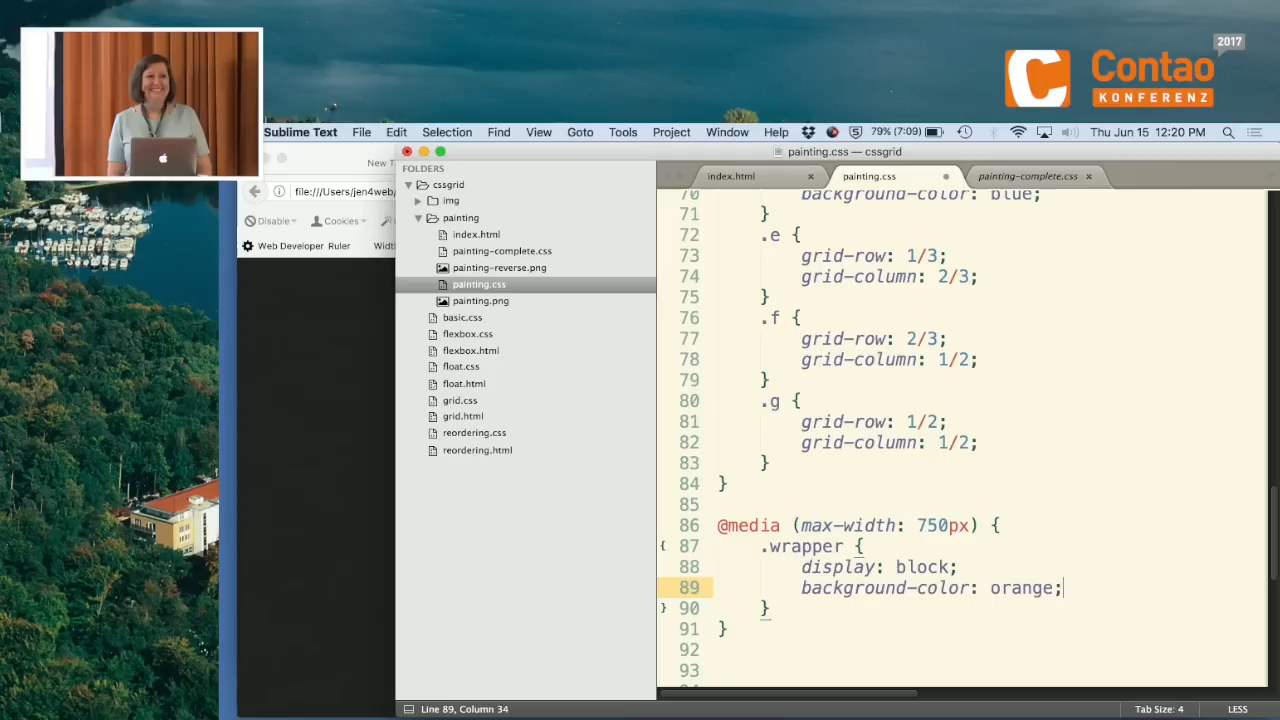 2017
Contao
KONFERENZ
Sublime Text File Edit Selection Find View Goto Tools Project Window Help 79% (7:09) Thu Jun 15 12:20 PM
painting.css — cssgrid
New T
file:///Users/jen4web/
Disable Cookies
Web Developer Ruler Width
FOLDERS
cssgrid
img
painting
index.html
painting-complete.css
painting-reverse.png
painting.css
painting.png
basic.css
flexbox.css
flexbox.html
float.css
float.html
grid.css
grid.html
reordering.css
reordering.html
index.html painting.css painting-complete.css
70 background-color: blue;
71 }
72 .e {
73 grid-row: 1/3;
74 grid-column: 2/3;
75 }
76 .f {
77 grid-row: 2/3;
78 grid-column: 1/2;
79 }
80 .g {
81 grid-row: 1/2;
82 grid-column: 1/2;
83 }
84 }
85
86 @media (max-width: 750px) {
87 .wrapper {
88 display: block;
89 background-color: orange;
90 }
91 }
92
93
Line 89, Column 34 Tab Size: 4 LESS